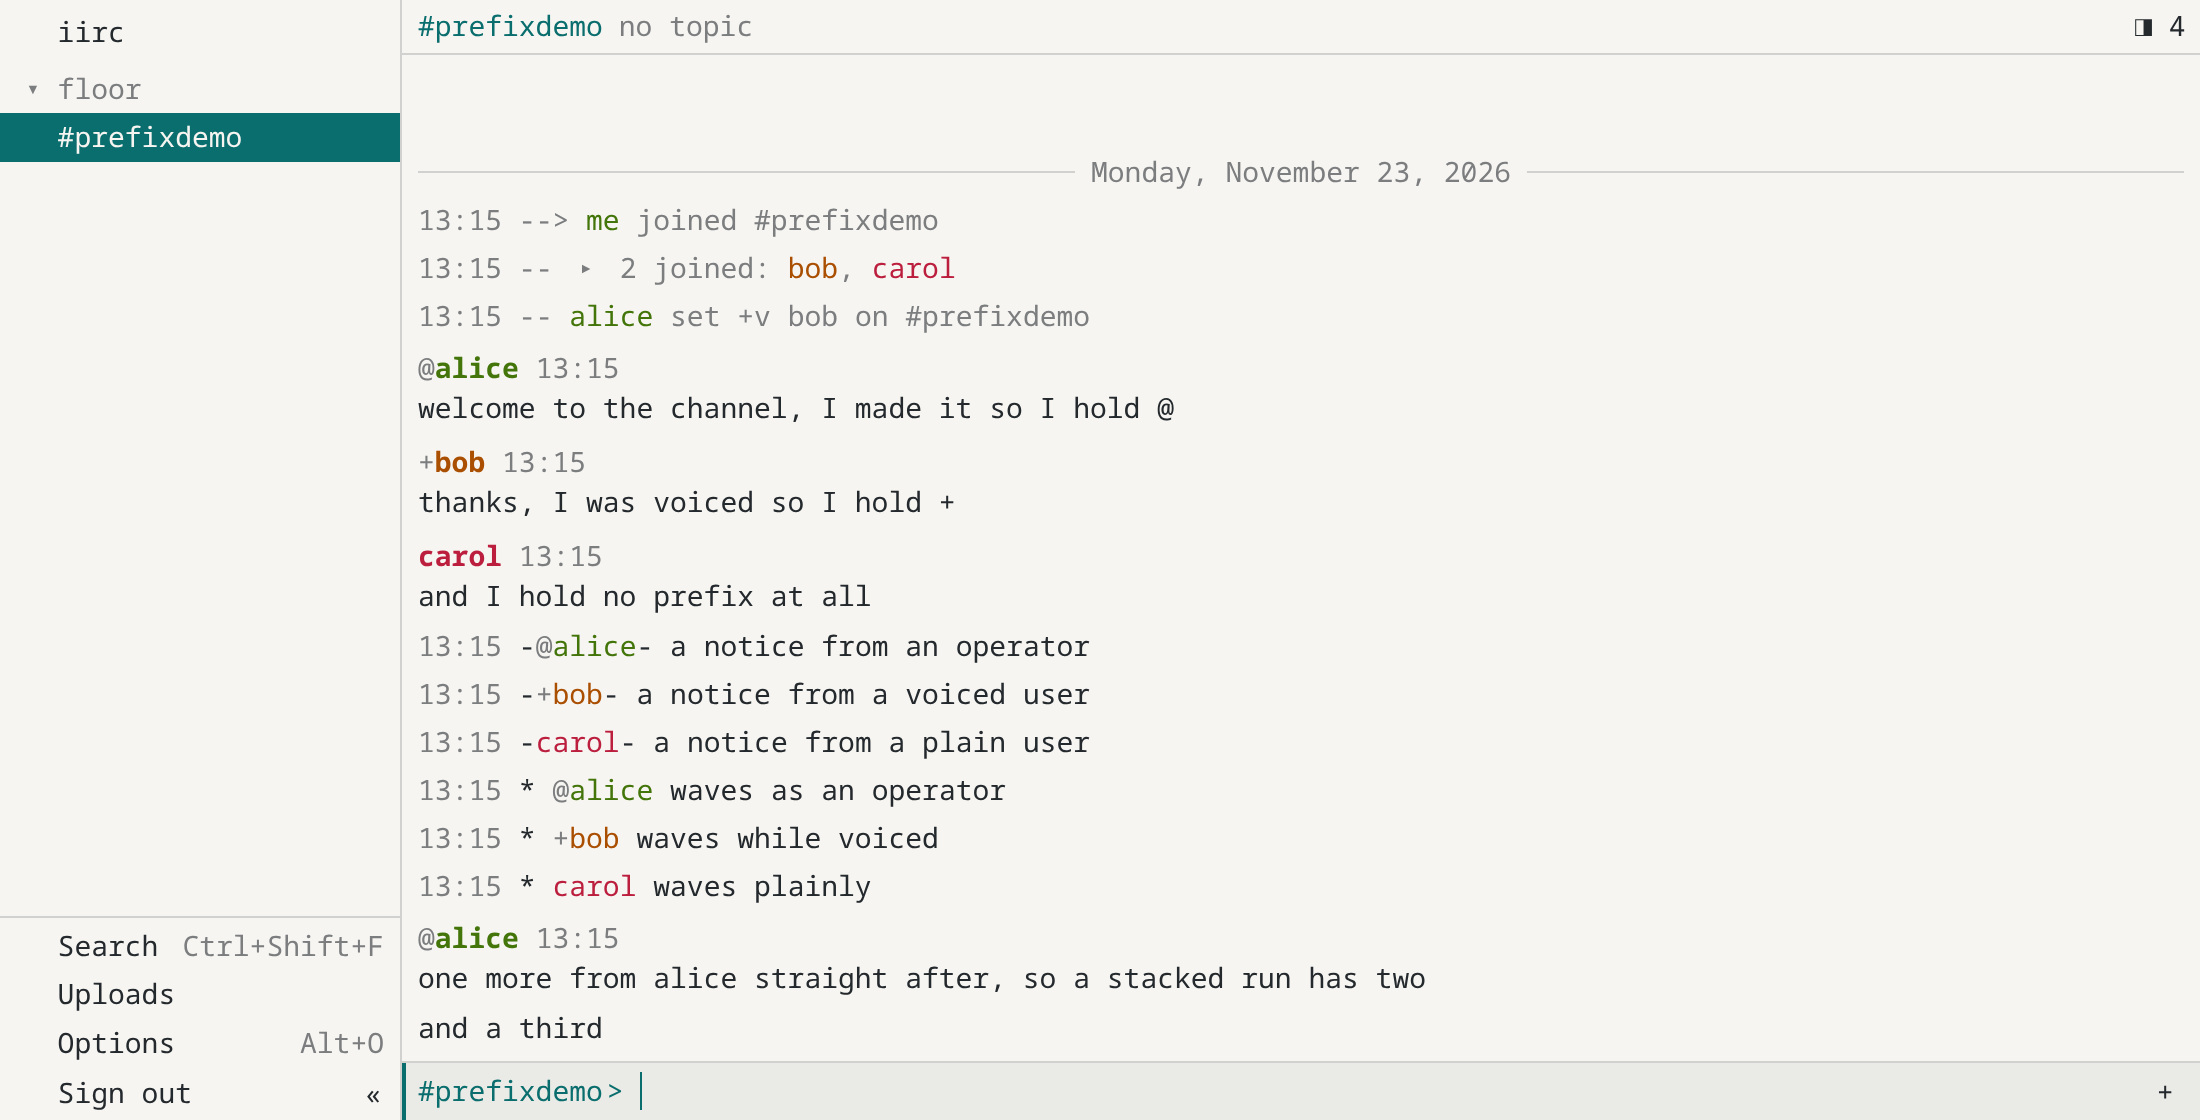 iirc
▾ floor
#prefixdemo
Search Ctrl+Shift+F
Uploads
Options Alt+O
Sign out «
#prefixdemo no topic ◨ 4
Monday, November 23, 2026
13:15 --> me joined #prefixdemo
13:15 -- ▸ 2 joined: bob, carol
13:15 -- alice set +v bob on #prefixdemo
@alice 13:15
welcome to the channel, I made it so I hold @
+bob 13:15
thanks, I was voiced so I hold +
carol 13:15
and I hold no prefix at all
13:15 -@alice- a notice from an operator
13:15 -+bob- a notice from a voiced user
13:15 -carol- a notice from a plain user
13:15 * @alice waves as an operator
13:15 * +bob waves while voiced
13:15 * carol waves plainly
@alice 13:15
one more from alice straight after, so a stacked run has two
and a third
#prefixdemo> +